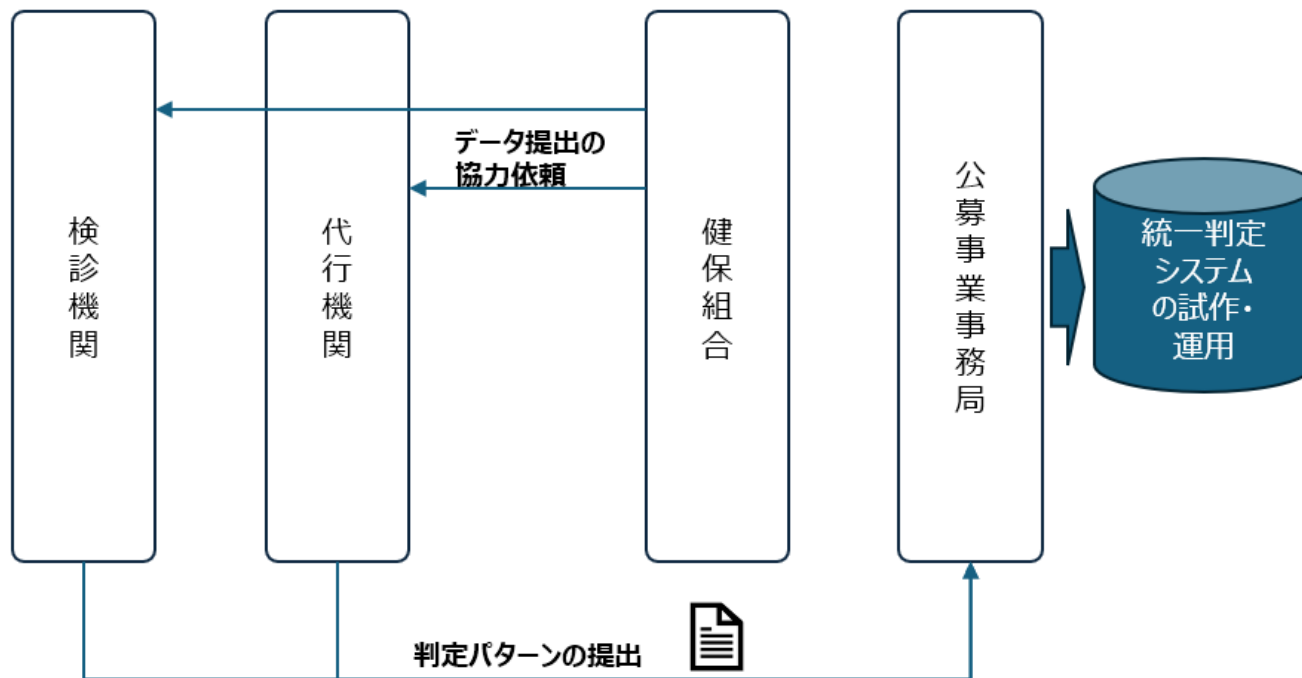 データ提出の
協力依頼
検診機関
代行機関
健保組合
公募事業事務局
統一判定
システム
の試作・
運用
判定パターンの提出